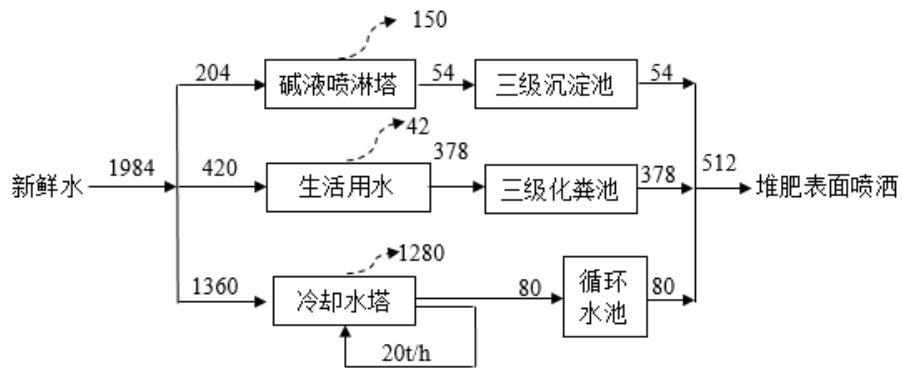 150
204
碱液喷淋塔
54
三级沉淀池
54
42
新鲜水
1984
420
生活用水
378
三级化粪池
378
512
堆肥表面喷洒
1280
1360
冷却水塔
80
循环
水池
80
20t/h